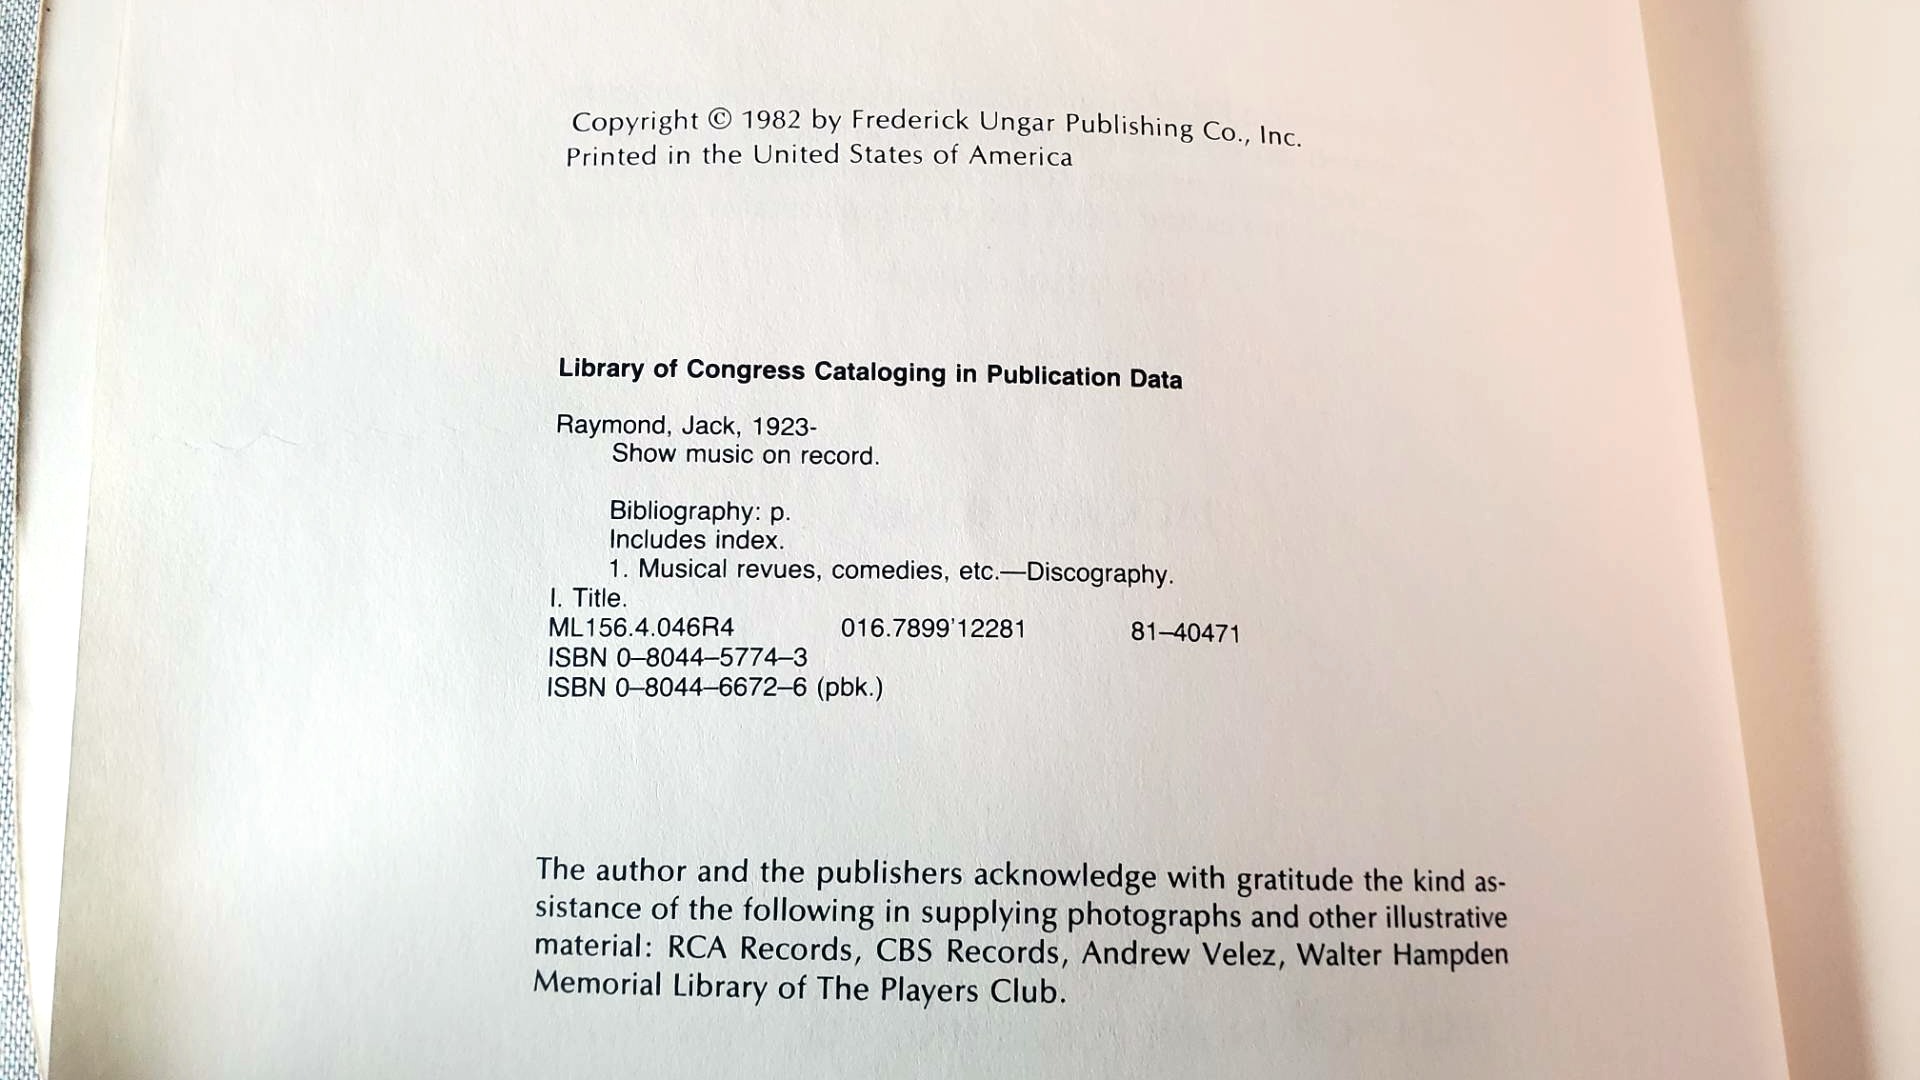 Copyright © 1982 by Frederick Ungar Publishing Co., Inc.
Printed in the United States of America
Library of Congress Cataloging in Publication Data
Raymond, Jack, 1923-
Show music on record.
Bibliography: p.
Includes index.
1. Musical revues, comedies, etc.—Discography.
I. Title.
ML156.4.046R4 016.7899'12281 81–40471
ISBN 0–8044–5774–3
ISBN 0–8044–6672–6 (pbk.)
The author and the publishers acknowledge with gratitude the kind as-
sistance of the following in supplying photographs and other illustrative
material: RCA Records, CBS Records, Andrew Velez, Walter Hampden
Memorial Library of The Players Club.